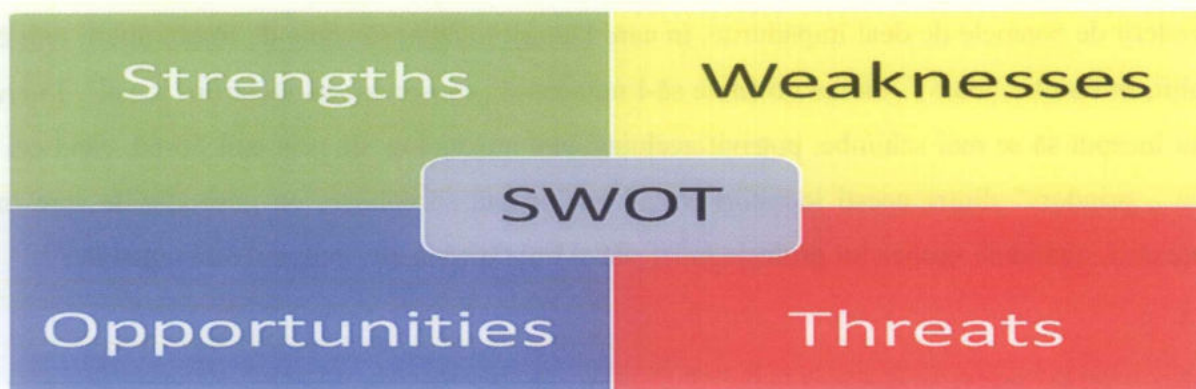 Strengths
Weaknesses
SWOT
Opportunities
Threats